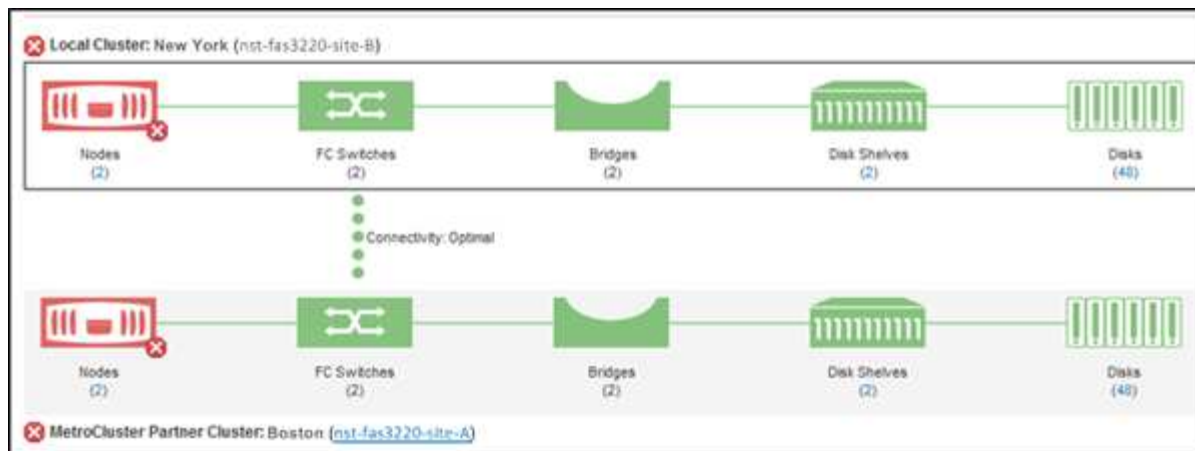 Local Cluster: New York (nst-fas3220-site-B)
Nodes FC Switches Bridges Disk Shelves Disks
(2) (2) (2) (2) (48)
Connectivity: Optimal
Nodes FC Switches Bridges Disk Shelves Disks
(2) (2) (2) (2) (48)
MetroCluster Partner Cluster: Boston (nst-fas3220-site-A)